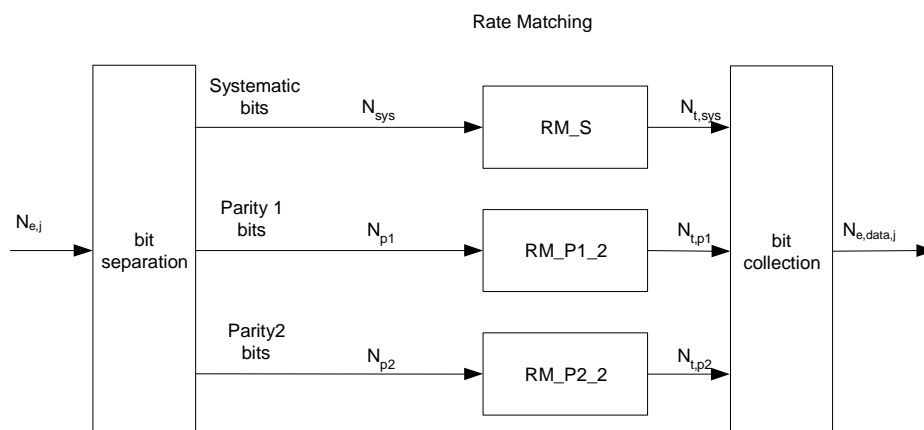 Rate Matching
Systematic
bits
N_sys
RM_S
N_t,sys
N_e,j
bit
separation
Parity 1
bits
N_p1
RM_P1_2
N_t,p1
bit
collection
N_e,data,j
Parity2
bits
N_p2
RM_P2_2
N_t,p2